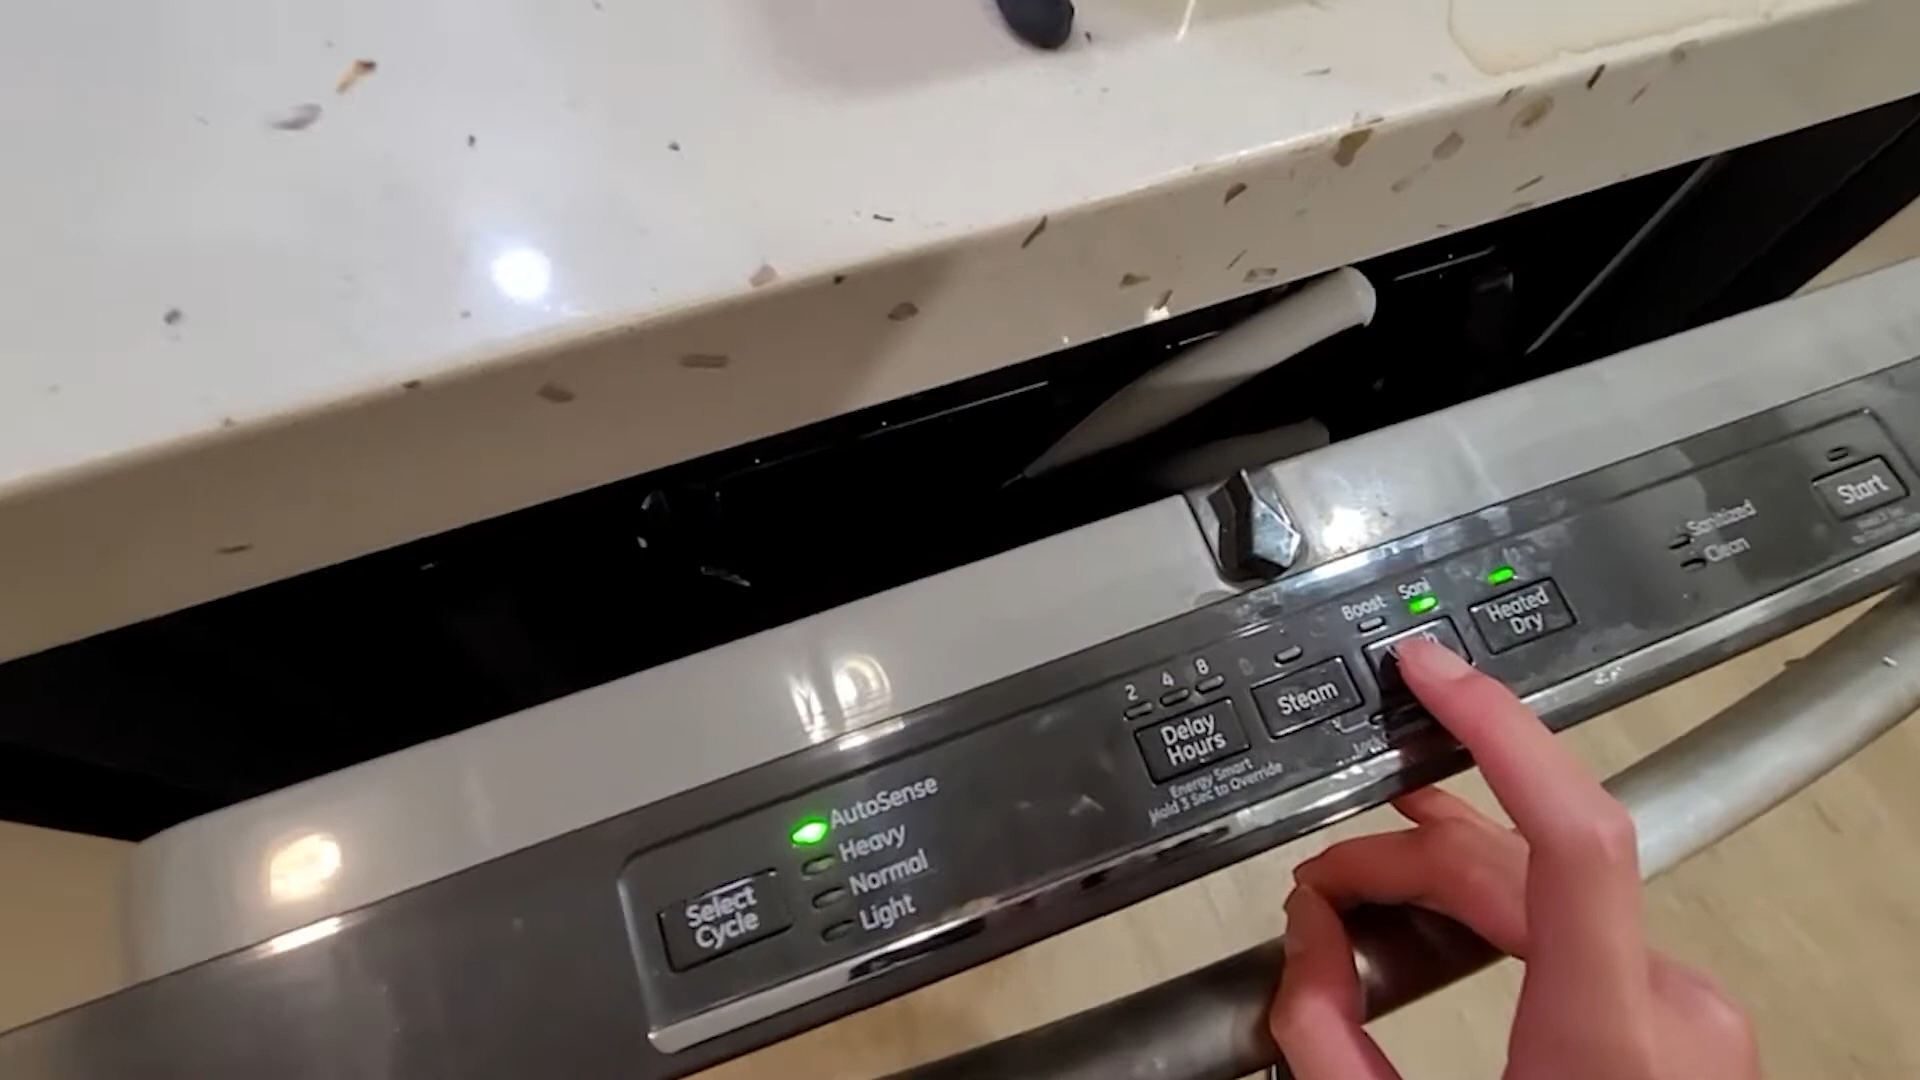 Select
Cycle
AutoSense
Heavy
Normal
Light
2 4 8
Delay
Hours
Energy Smart
Hold 3 Sec to Override
Steam
Boost
Sani
Heated
Dry
Sanitized
Clean
Start